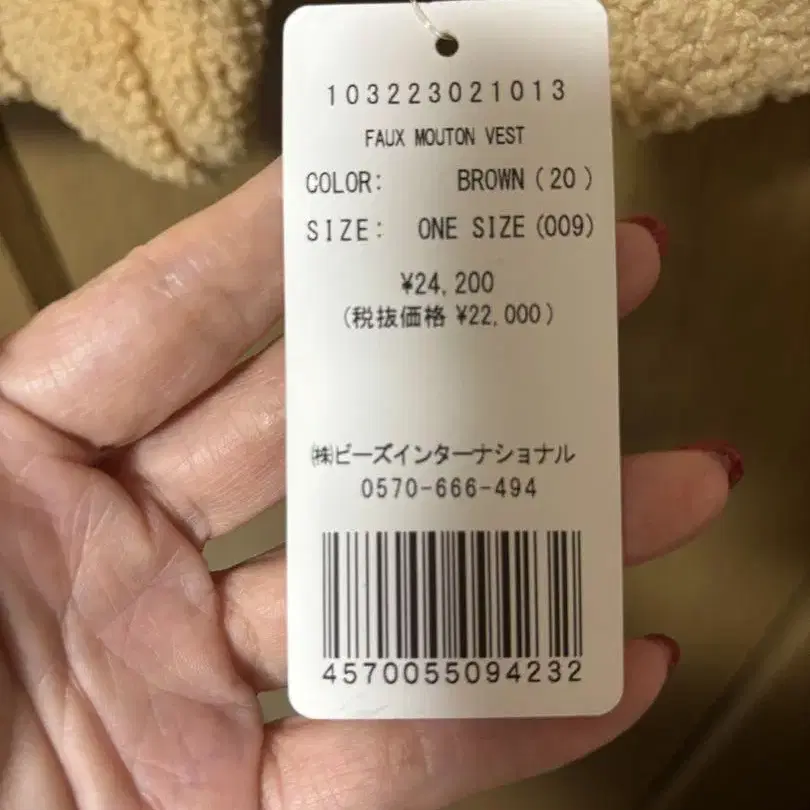 103223021013
FAUX MOUTON VEST
COLOR: BROWN (20)
SIZE: ONE SIZE (009)
¥24,200
(税抜価格 ¥22,000)
㈱ビーズインターナショナル
0570-666-494
4570055094232